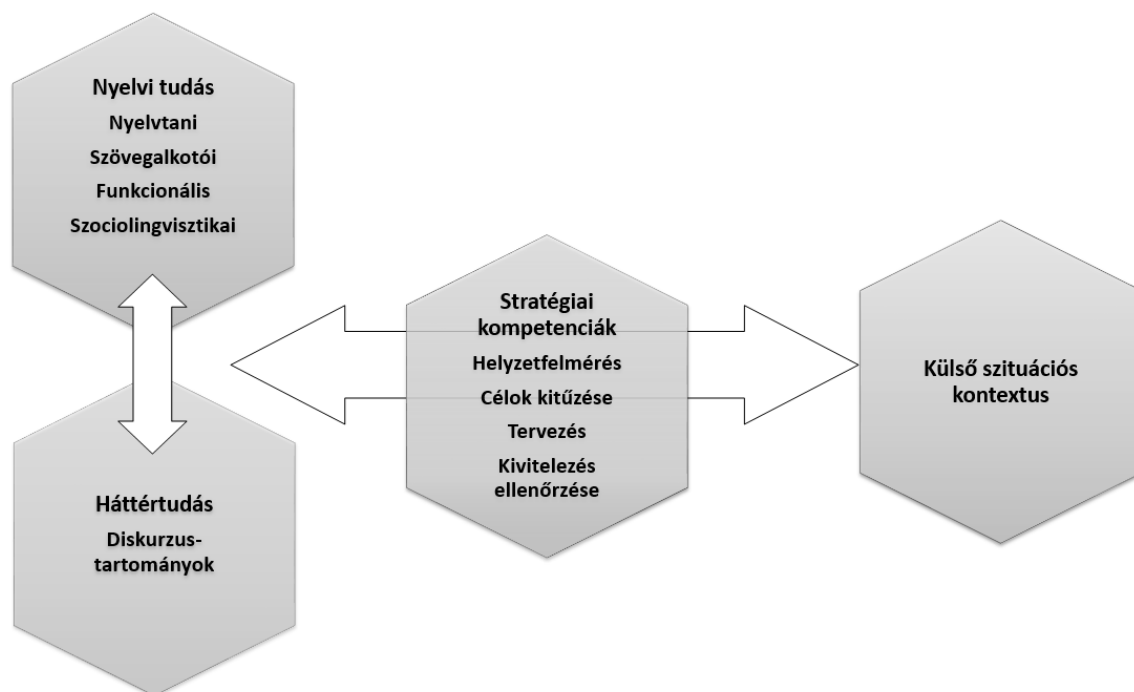 Nyelvi tudás
Nyelvtani
Szövegalkotói
Funkcionális
Szociolingvisztikai
Háttértudás
Diskurzus-
tartományok
Stratégiai
kompetenciák
Helyzetfelmérés
Célok kitűzése
Tervezés
Kivitelezés
ellenőrzése
Külső szituációs
kontextus